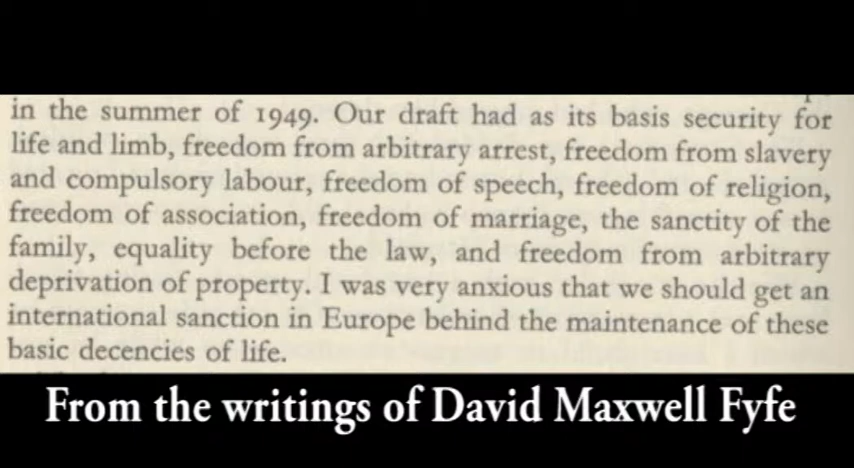 in the summer of 1949. Our draft had as its basis security for
life and limb, freedom from arbitrary arrest, freedom from slavery
and compulsory labour, freedom of speech, freedom of religion,
freedom of association, freedom of marriage, the sanctity of the
family, equality before the law, and freedom from arbitrary
deprivation of property. I was very anxious that we should get an
international sanction in Europe behind the maintenance of these
basic decencies of life.
From the writings of David Maxwell Fyfe